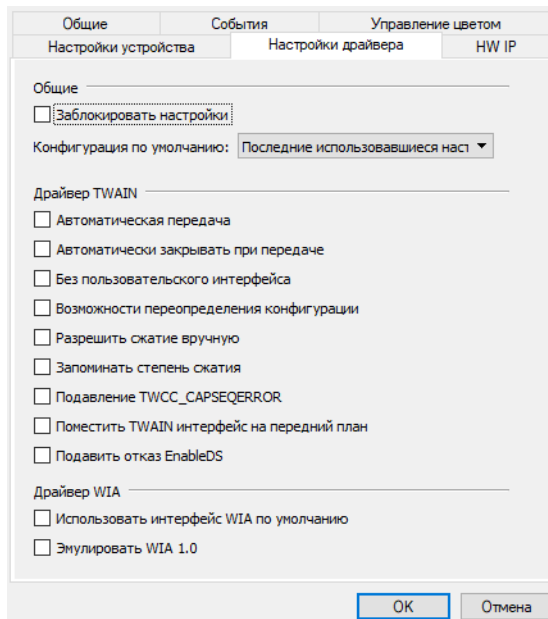 Общие
События
Управление цветом
Настройки устройства
Настройки драйвера
HW IP
Общие
Заблокировать настройки
Конфигурация по умолчанию: Последние использовавшиеся наст
Драйвер TWAIN
Автоматическая передача
Автоматически закрывать при передаче
Без пользовательского интерфейса
Возможности переопределения конфигурации
Разрешить сжатие вручную
Запоминать степень сжатия
Подавление TWCC_CAPSEQERROR
Поместить TWAIN интерфейс на передний план
Подавить отказ EnableDS
Драйвер WIA
Использовать интерфейс WIA по умолчанию
Эмулировать WIA 1.0
OK
Отмена